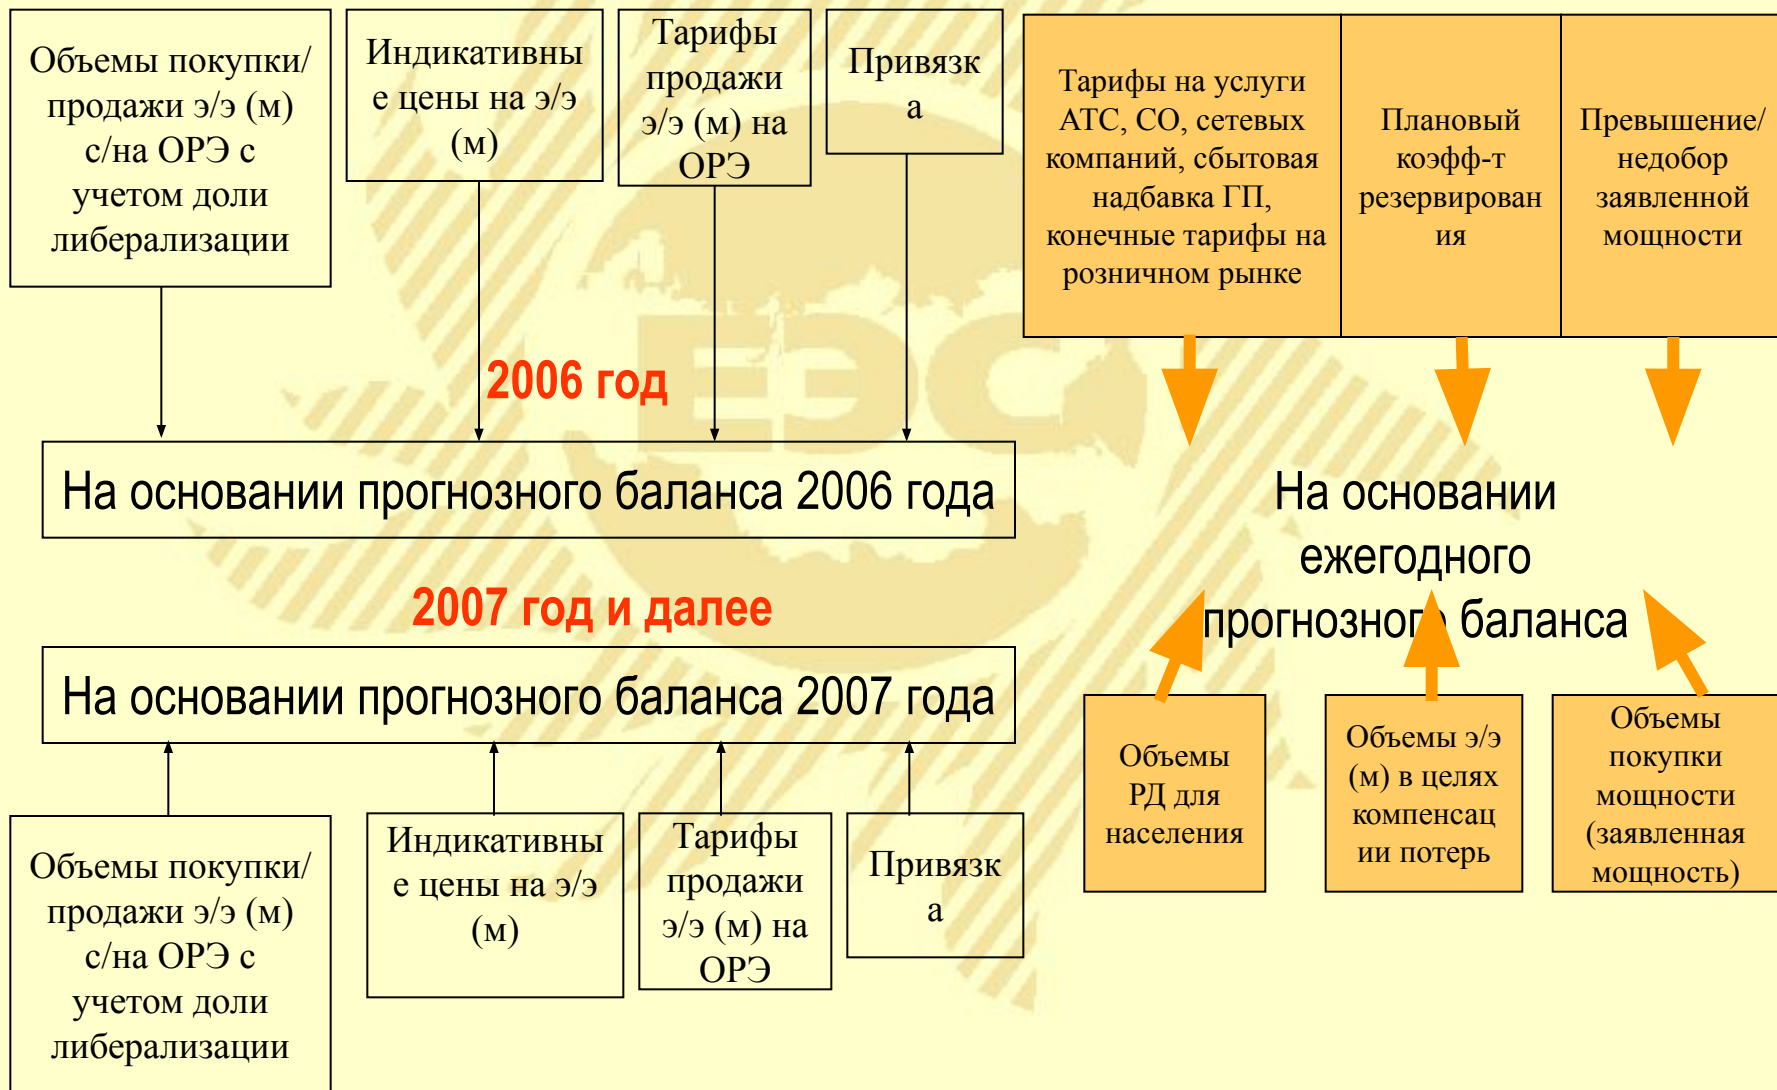 Объемы покупки/
продажи э/э (м)
с/на ОРЭ с
учетом доли
либерализации
Индикативны
е цены на э/э
(м)
Тарифы
продажи
э/э (м) на
ОРЭ
Привязк
а
Тарифы на услуги
АТС, СО, сетевых
компаний, сбытовая
надбавка ГП,
конечные тарифы на
розничном рынке
Плановый
коэфф-т
резервирован
ия
Превышение/
недобор
заявленной
мощности
ЕЭС
2006 год
На основании прогнозного баланса 2006 года
На основании
ежегодного
прогнозного баланса
2007 год и далее
На основании прогнозного баланса 2007 года
Объемы покупки/
продажи э/э (м)
с/на ОРЭ с
учетом доли
либерализации
Индикативны
е цены на э/э
(м)
Тарифы
продажи
э/э (м) на
ОРЭ
Привязк
а
Объемы
РД для
населения
Объемы э/э
(м) в целях
компенсац
ии потерь
Объемы
покупки
мощности
(заявленная
мощность)